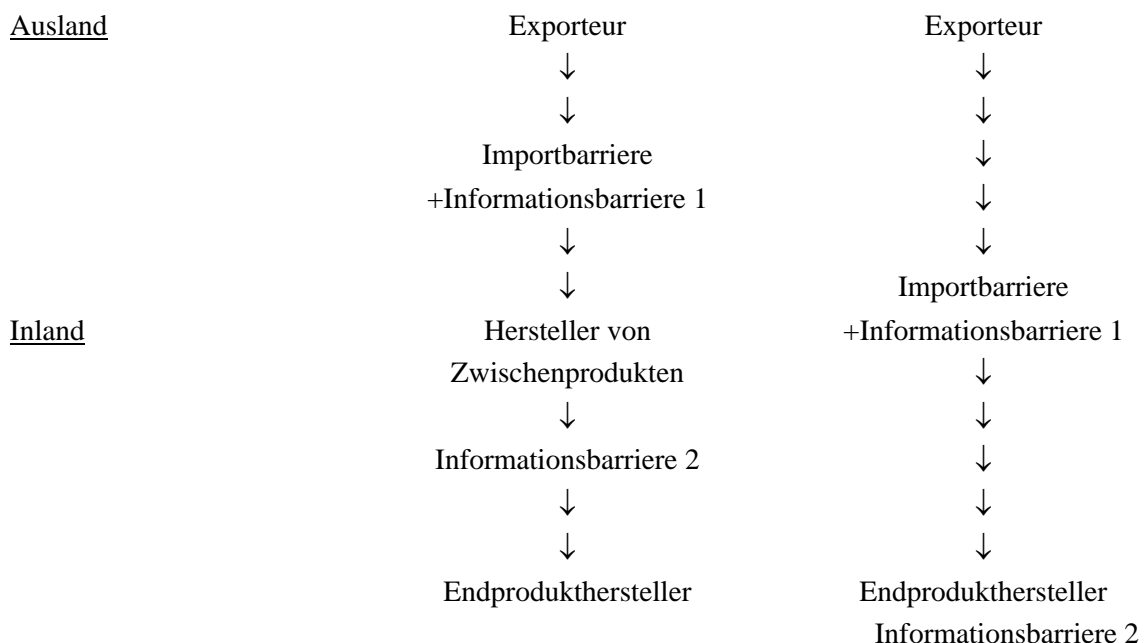 Ausland Exporteur Exporteur
↓ ↓
↓ ↓
Importbarriere ↓
+Informationsbarriere 1 ↓
↓ ↓
↓ Importbarriere
Inland Hersteller von +Informationsbarriere 1
Zwischenprodukten ↓
↓ ↓
Informationsbarriere 2 ↓
↓ ↓
↓ ↓
Endprodukthersteller Endprodukthersteller
Informationsbarriere 2